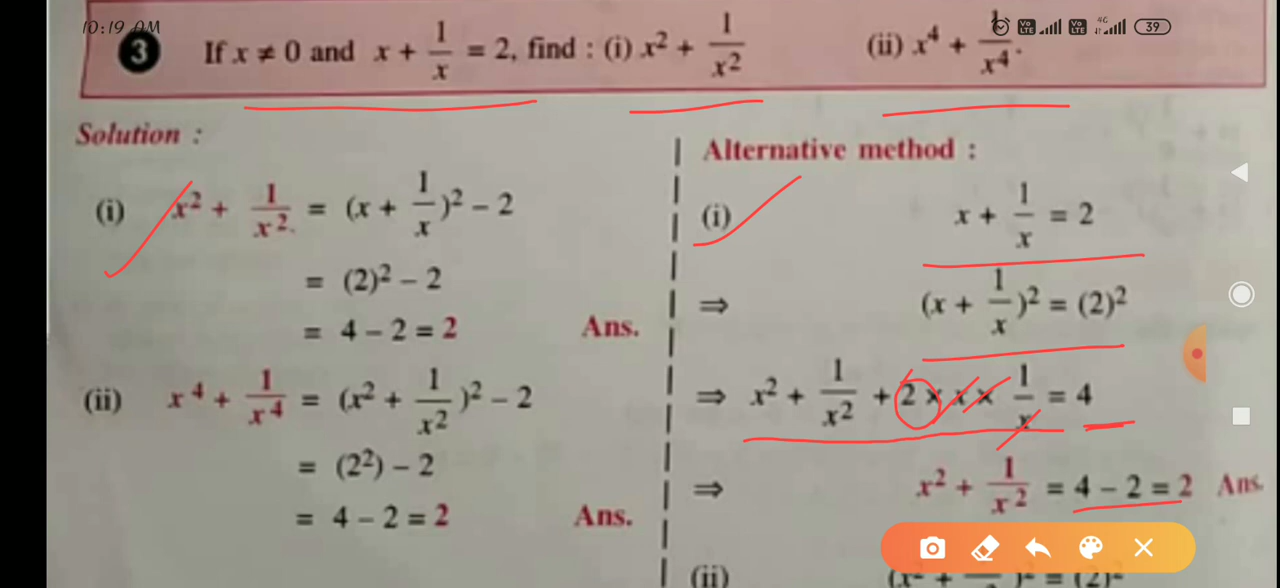 10:19 AM
4G 39
3 If x ≠ 0 and x + 1/x = 2, find : (i) x² + 1/x² (ii) x⁴ + 1/x⁴.
Solution :
(i) x² + 1/x². = (x + 1/x)² – 2
= (2)² – 2
= 4 – 2 = 2 Ans.
(ii) x⁴ + 1/x⁴ = (x² + 1/x²)² – 2
= (2²) – 2
= 4 – 2 = 2 Ans.
Alternative method :
(i) x + 1/x = 2
⇒ (x + 1/x)² = (2)²
⇒ x² + 1/x² + 2 × x × 1/x = 4
⇒ x² + 1/x² = 4 – 2 = 2 Ans.
(ii)